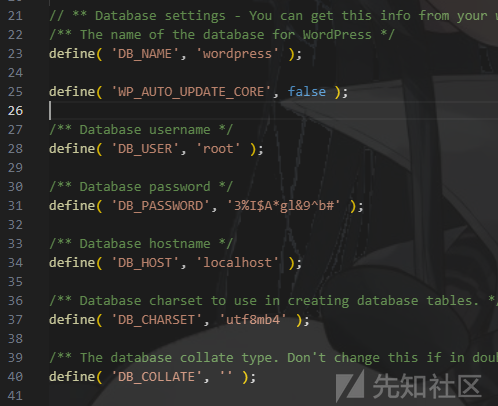 21 // ** Database settings - You can get this info from your
22 /** The name of the database for WordPress */
23 define( 'DB_NAME', 'wordpress' );
24
25 define( 'WP_AUTO_UPDATE_CORE', false );
26
27 /** Database username */
28 define( 'DB_USER', 'root' );
29
30 /** Database password */
31 define( 'DB_PASSWORD', '3%I$A*gl&9^b#' );
32
33 /** Database hostname */
34 define( 'DB_HOST', 'localhost' );
35
36 /** Database charset to use in creating database tables. *
37 define( 'DB_CHARSET', 'utf8mb4' );
38
39 /** The database collate type. Don't change this if in
40 define( 'DB_COLLATE', '' );
41
先知社区